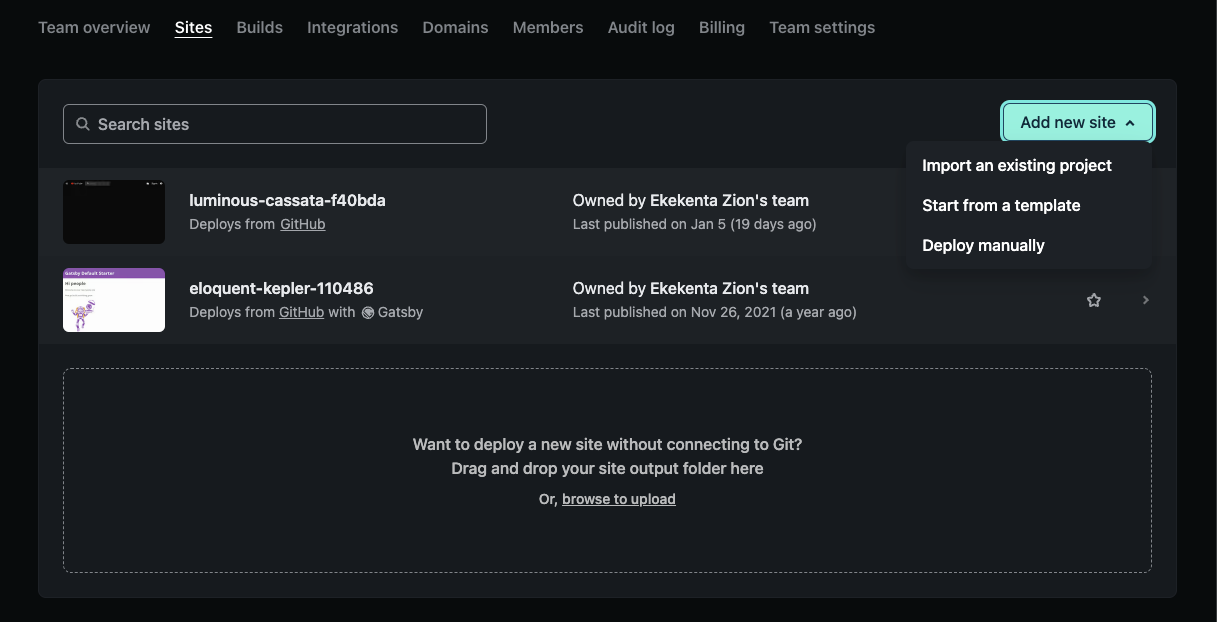 Team overview Sites Builds Integrations Domains Members Audit log Billing Team settings
Search sites
Add new site
Import an existing project
Start from a template
Deploy manually
luminous-cassata-f40bda
Deploys from GitHub
Owned by Ekekenta Zion's team
Last published on Jan 5 (19 days ago)
Gatsby Default Starter
Hi people
eloquent-kepler-110486
Deploys from GitHub with Gatsby
Owned by Ekekenta Zion's team
Last published on Nov 26, 2021 (a year ago)
Want to deploy a new site without connecting to Git?
Drag and drop your site output folder here
Or, browse to upload